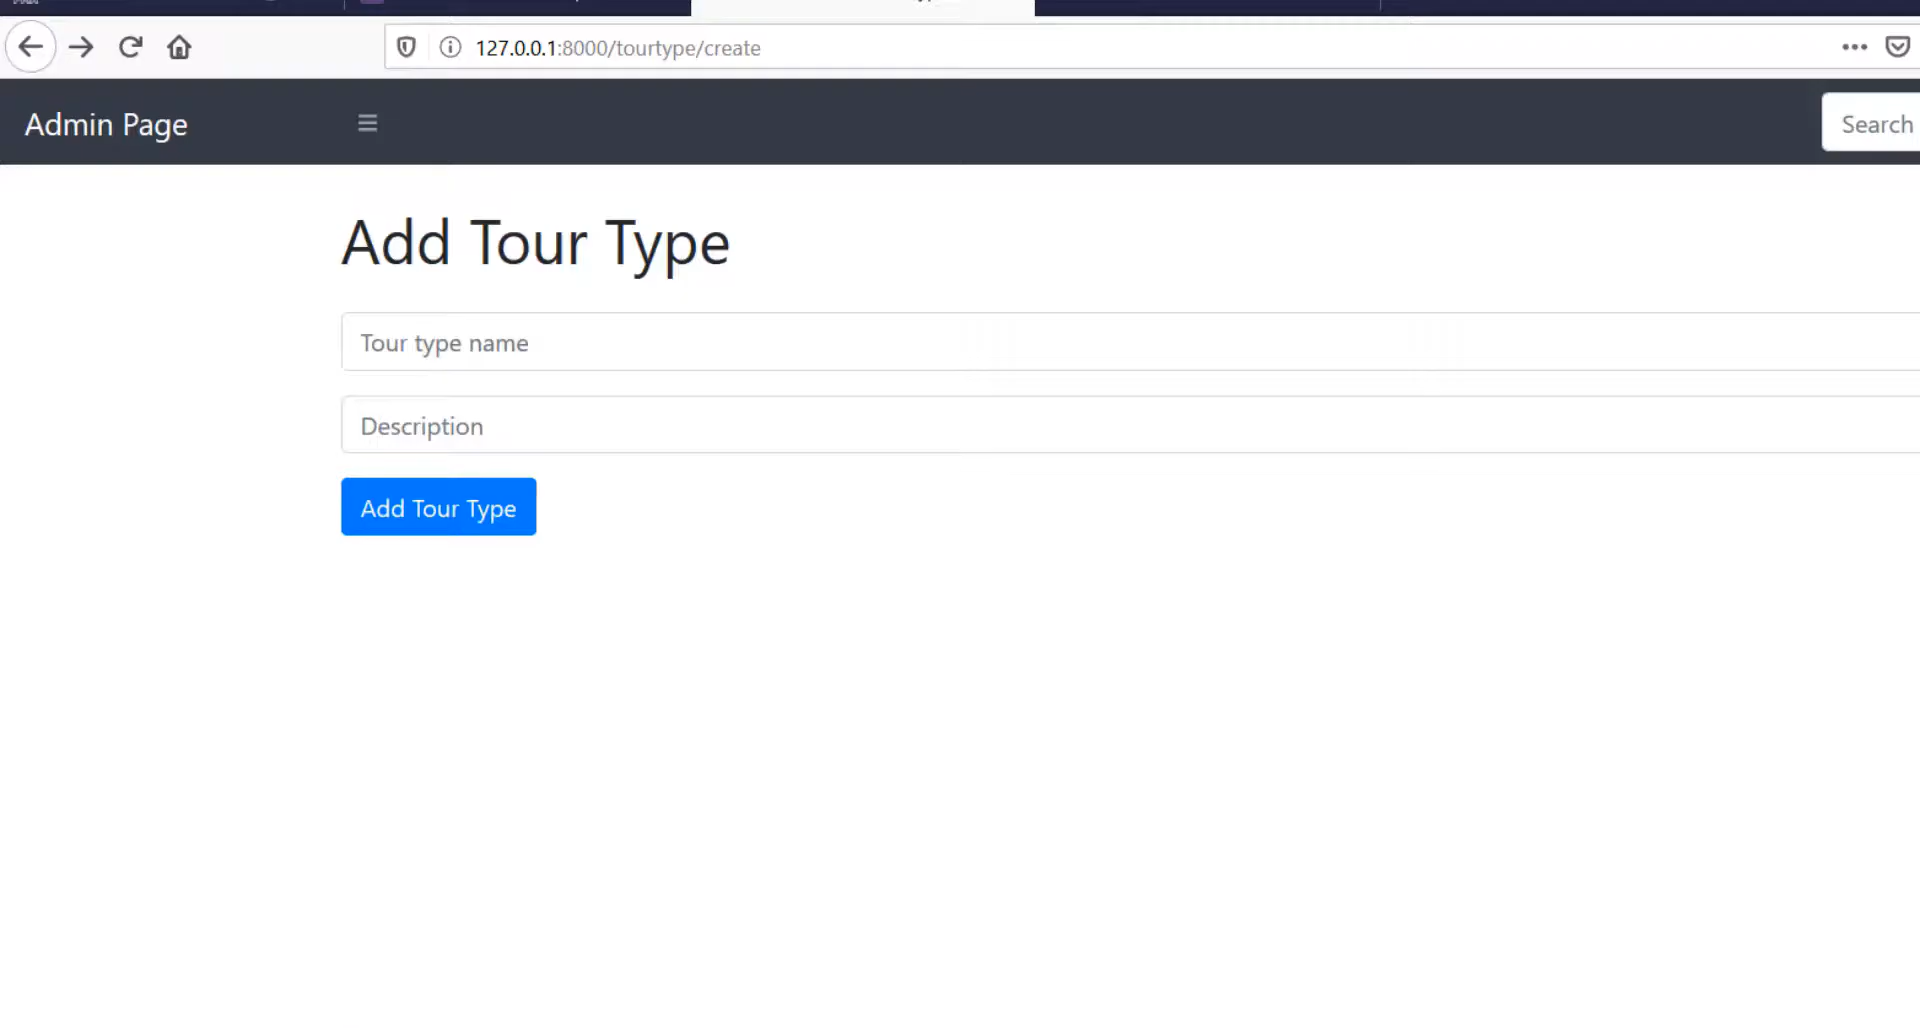 127.0.0.1:8000/tourtype/create
Admin Page
Search
Add Tour Type
Tour type name
Description
Add Tour Type